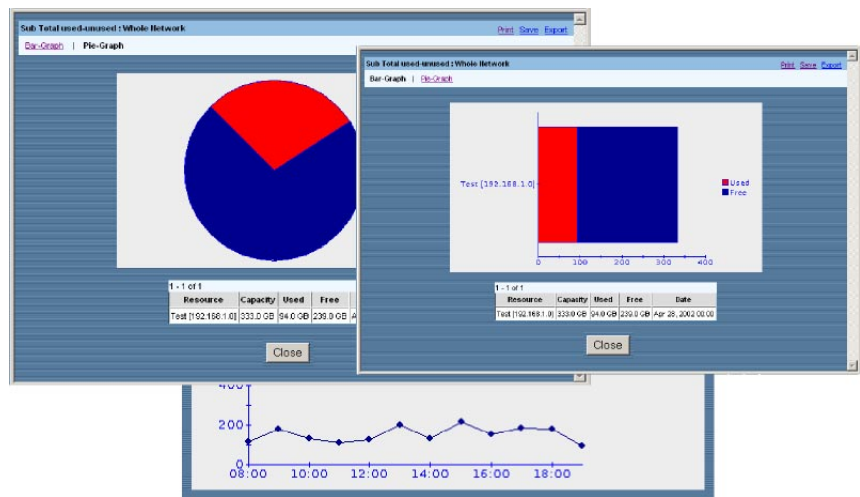 Sub Total used-unused : Whole Network
Print Save Export
Bar-Graph | Pie-Graph
1 - 1 of 1
Resource Capacity Used Free
Test [192.168.1.0] 333.0 GB 94.0 GB 239.0 GB A
Close
Sub Total used-unused : Whole Network
Print Save Export
Bar-Graph | Pie-Graph
Test [192.168.1.0]
Used
Free
0 100 200 300 400
1 - 1 of 1
Resource Capacity Used Free Date
Test [192.168.1.0] 333.0 GB 94.0 GB 239.0 GB Apr 28, 2002 00:00
Close
400
200
0
08:00 10:00 12:00 14:00 16:00 18:00